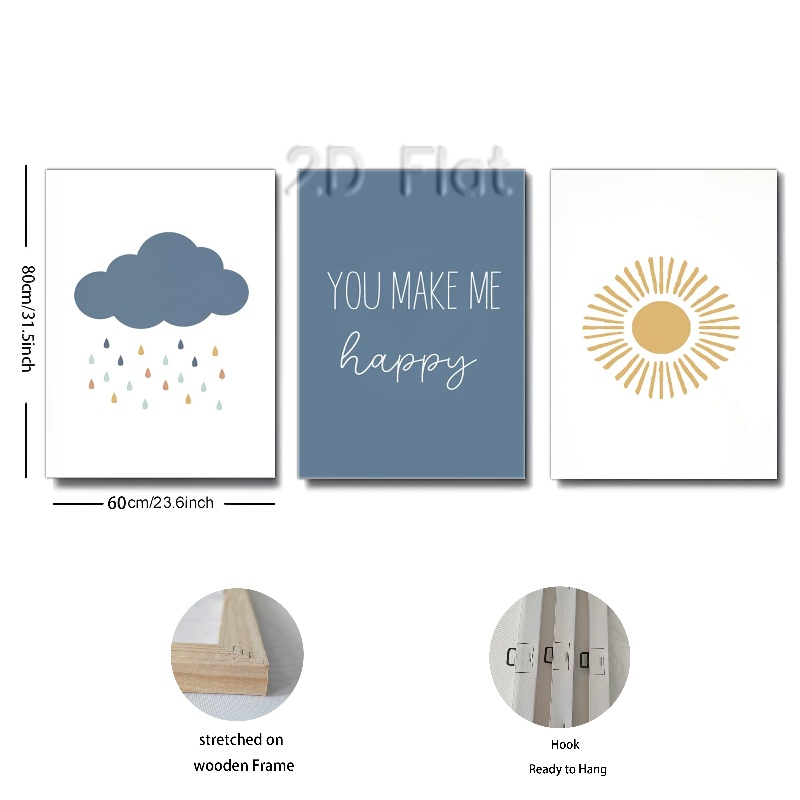 2D Flat
80cm/31.5inch
YOU MAKE ME
happy
60cm/23.6inch
stretched on
wooden Frame
Hook
Ready to Hang